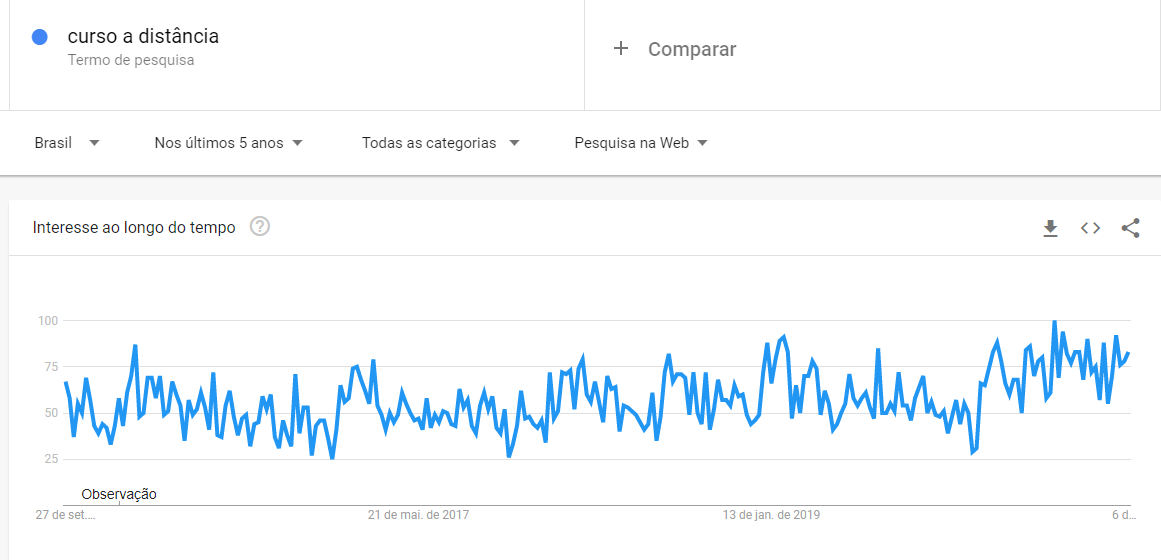 curso a distância
Termo de pesquisa
+ Comparar
Brasil
Nos últimos 5 anos
Todas as categorias
Pesquisa na Web
Interesse ao longo do tempo ?
100
75
50
25
Observação
27 de set....
21 de mai. de 2017
13 de jan. de 2019
6 d...